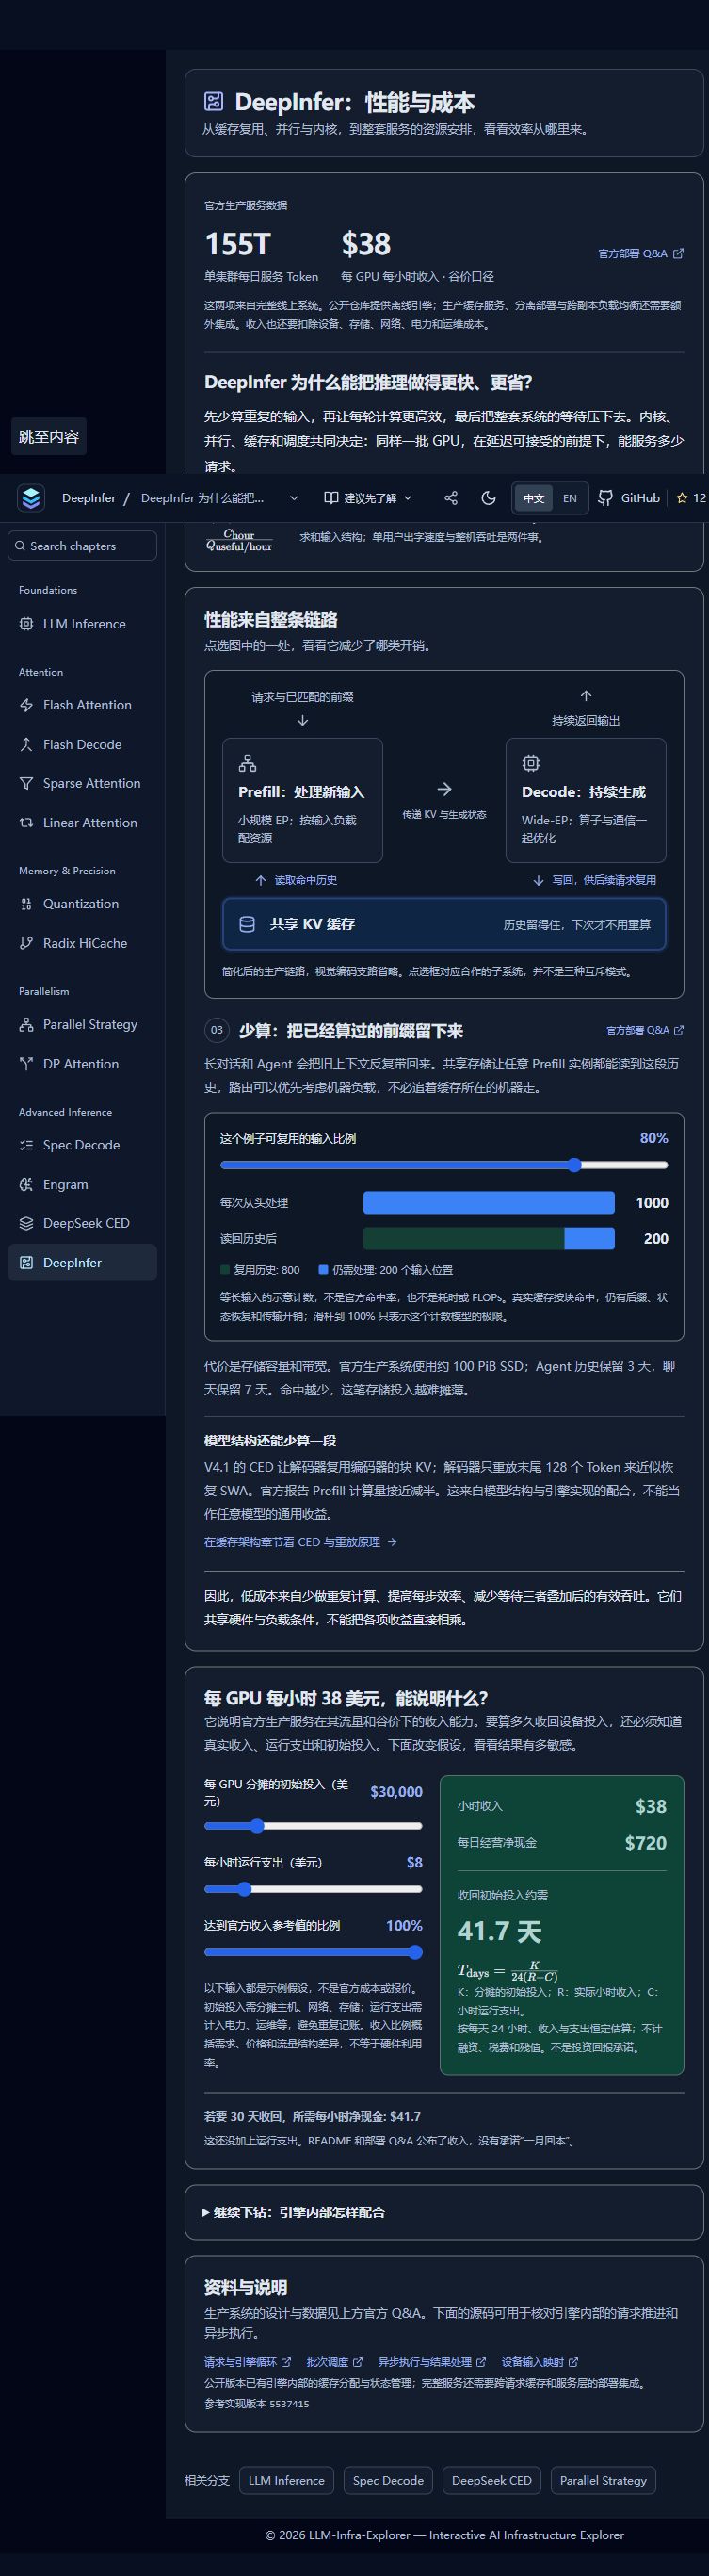 DeepInfer：性能与成本
从缓存复用、并行与内核，到整套服务的资源安排，看看效率从哪里来。
官方生产服务数据
155T
单集群每日服务 Token
$38
每 GPU 每小时收入 · 谷价口径
官方部署 Q&A
这两项来自完整线上系统。公开仓库提供离线引擎；生产缓存服务、分离部署与跨副本负载均衡还需要额
外集成。收入也还要扣除设备、存储、网络、电力和运维成本。
DeepInfer 为什么能把推理做得更快、更省？
先少算重复的输入，再让每轮计算更高效，最后把整套系统的等待压下去。内核、
并行、缓存和调度共同决定：同样一批 GPU，在延迟可接受的前提下，能服务多少
请求。
跳至内容
DeepInfer / DeepInfer 为什么能把...
建议先了解
中文
EN
GitHub
12
C hour
Q useful/hour
求和输入结构；单用户出字速度与整机吞吐是两件事。
Search chapters
Foundations
LLM Inference
Attention
Flash Attention
Flash Decode
Sparse Attention
Linear Attention
Memory & Precision
Quantization
Radix HiCache
Parallelism
Parallel Strategy
DP Attention
Advanced Inference
Spec Decode
Engram
DeepSeek CED
DeepInfer
性能来自整条链路
点选图中的一处，看看它减少了哪类开销。
请求与已匹配的前缀
持续返回输出
Prefill：处理新输入
小规模 EP；按输入负载
配资源
传递 KV 与生成状态
Decode：持续生成
Wide-EP；算子与通信一
起优化
读取命中历史
写回，供后续请求复用
共享 KV 缓存
历史留得住，下次才不用重算
简化后的生产链路；视觉编码支路省略。点选框对应合作的子系统，并不是三种互斥模式。
03
少算：把已经算过的前缀留下来
官方部署 Q&A
长对话和 Agent 会把旧上下文反复带回来。共享存储让任意 Prefill 实例都能读到这段历
史，路由可以优先考虑机器负载，不必追着缓存所在的机器走。
这个例子可复用的输入比例
80%
每次从头处理
1000
读回历史后
200
复用历史: 800
仍需处理: 200 个输入位置
等长输入的示意计数，不是官方命中率，也不是耗时或 FLOPs。真实缓存按块命中，仍有后缀、状
态恢复和传输开销；滑杆到 100% 只表示这个计数模型的极限。
代价是存储容量和带宽。官方生产系统使用约 100 PiB SSD；Agent 历史保留 3 天，聊
天保留 7 天。命中越少，这笔存储投入越难摊薄。
模型结构还能少算一段
V4.1 的 CED 让解码器复用编码器的块 KV；解码器只重放末尾 128 个 Token 来近似恢
复 SWA。官方报告 Prefill 计算量接近减半。这来自模型结构与引擎实现的配合，不能当
作任意模型的通用收益。
在缓存架构章节看 CED 与重放原理
因此，低成本来自少做重复计算、提高每步效率、减少等待三者叠加后的有效吞吐。它们
共享硬件与负载条件，不能把各项收益直接相乘。
每 GPU 每小时 38 美元，能说明什么？
它说明官方生产服务在其流量和谷价下的收入能力。要算多久收回设备投入，还必须知道
真实收入、运行支出和初始投入。下面改变假设，看看结果有多敏感。
每 GPU 分摊的初始投入（美
元）
$30,000
每小时运行支出（美元）
$8
达到官方收入参考值的比例
100%
以下输入都是示例假设，不是官方成本或报价。
初始投入需分摊主机、网络、存储；运行支出需
计入电力、运维等，避免重复记账。收入比例概
括需求、价格和流量结构差异，不等于硬件利用
率。
小时收入
$38
每日经营净现金
$720
收回初始投入约需
41.7 天
T days = K / 24(R−C)
K：分摊的初始投入；R：实际小时收入；C：
小时运行支出。
按每天 24 小时、收入与支出恒定估算；不计
融资、税费和残值。不是投资回报承诺。
若要 30 天收回，所需每小时净现金: $41.7
这还没加上运行支出。README 和部署 Q&A 公布了收入，没有承诺“一月回本”。
▶ 继续下钻：引擎内部怎样配合
资料与说明
生产系统的设计与数据见上方官方 Q&A。下面的源码可用于核对引擎内部的请求推进和
异步执行。
请求与引擎循环
批次调度
异步执行与结果处理
设备输入映射
公开版本已有引擎内部的缓存分配与状态管理；完整服务还需要跨请求缓存和服务层的部署集成。
参考实现版本 5537415
相关分支
LLM Inference
Spec Decode
DeepSeek CED
Parallel Strategy
© 2026 LLM-Infra-Explorer — Interactive AI Infrastructure Explorer